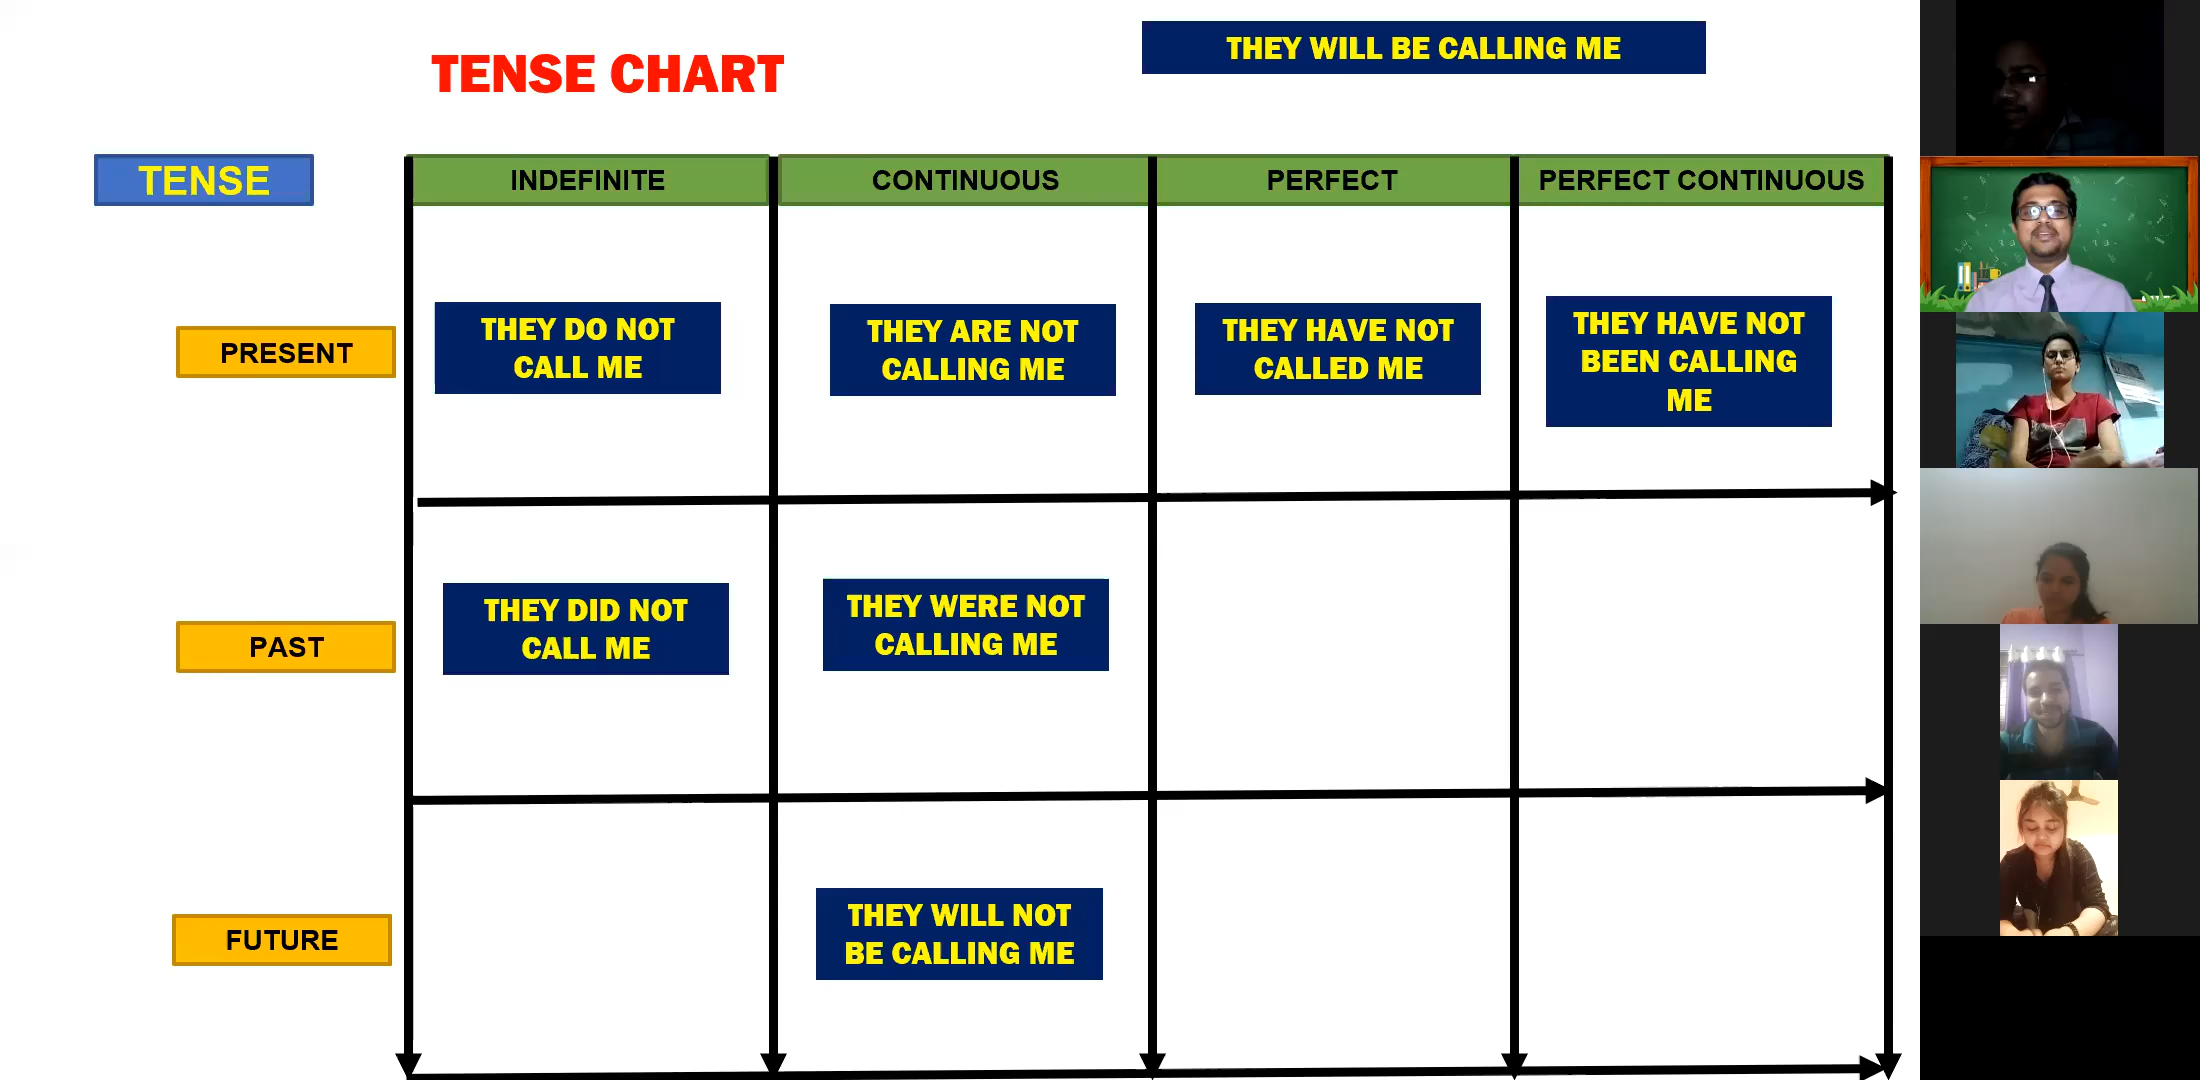 THEY WILL BE CALLING ME
TENSE CHART
TENSE
INDEFINITE
CONTINUOUS
PERFECT
PERFECT CONTINUOUS
PRESENT
THEY DO NOT
CALL ME
THEY ARE NOT
CALLING ME
THEY HAVE NOT
CALLED ME
THEY HAVE NOT
BEEN CALLING
ME
PAST
THEY DID NOT
CALL ME
THEY WERE NOT
CALLING ME
FUTURE
THEY WILL NOT
BE CALLING ME